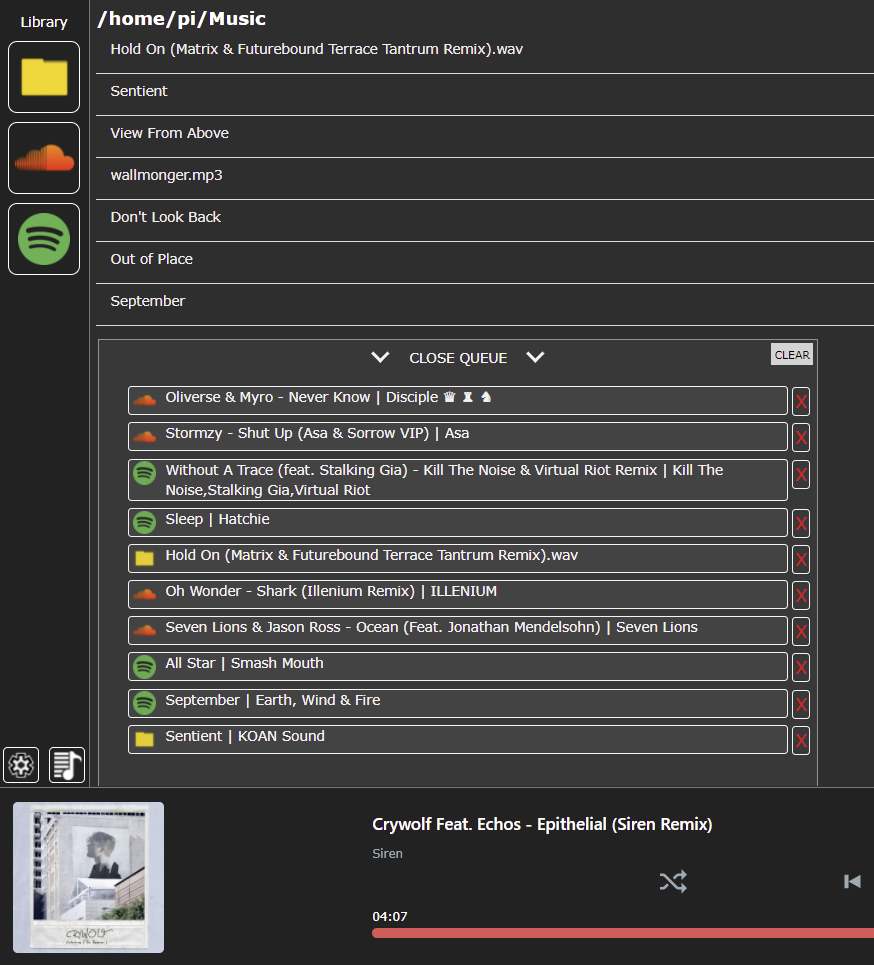 Library
/home/pi/Music
Hold On (Matrix & Futurebound Terrace Tantrum Remix).wav
Sentient
View From Above
wallmonger.mp3
Don't Look Back
Out of Place
September
CLOSE QUEUE
CLEAR
Oliverse & Myro - Never Know | Disciple ♛ ♜ ♞
X
Stormzy - Shut Up (Asa & Sorrow VIP) | Asa
X
Without A Trace (feat. Stalking Gia) - Kill The Noise & Virtual Riot Remix | Kill The
Noise,Stalking Gia,Virtual Riot
X
Sleep | Hatchie
X
Hold On (Matrix & Futurebound Terrace Tantrum Remix).wav
X
Oh Wonder - Shark (Illenium Remix) | ILLENIUM
X
Seven Lions & Jason Ross - Ocean (Feat. Jonathan Mendelsohn) | Seven Lions
X
All Star | Smash Mouth
X
September | Earth, Wind & Fire
X
Sentient | KOAN Sound
X
Crywolf Feat. Echos - Epithelial (Siren Remix)
Siren
04:07
CRYWOLF